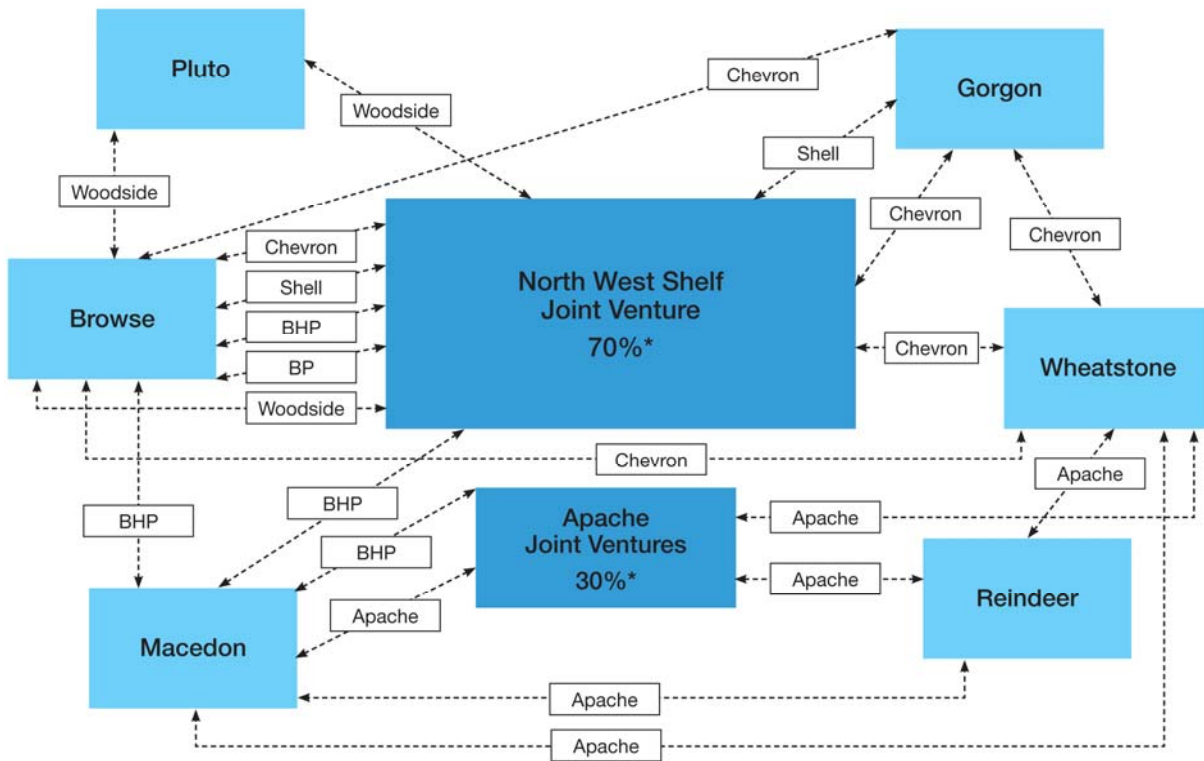 Pluto
Gorgon
Chevron
Woodside
Shell
Woodside
Chevron
Chevron
Chevron
Shell
BHP
BP
Woodside
Browse
North West Shelf
Joint Venture
70%*
Chevron
Wheatstone
Chevron
Apache
BHP
BHP
BHP
Apache
Apache
Joint Ventures
30%*
Apache
Apache
Reindeer
Macedon
Apache
Apache